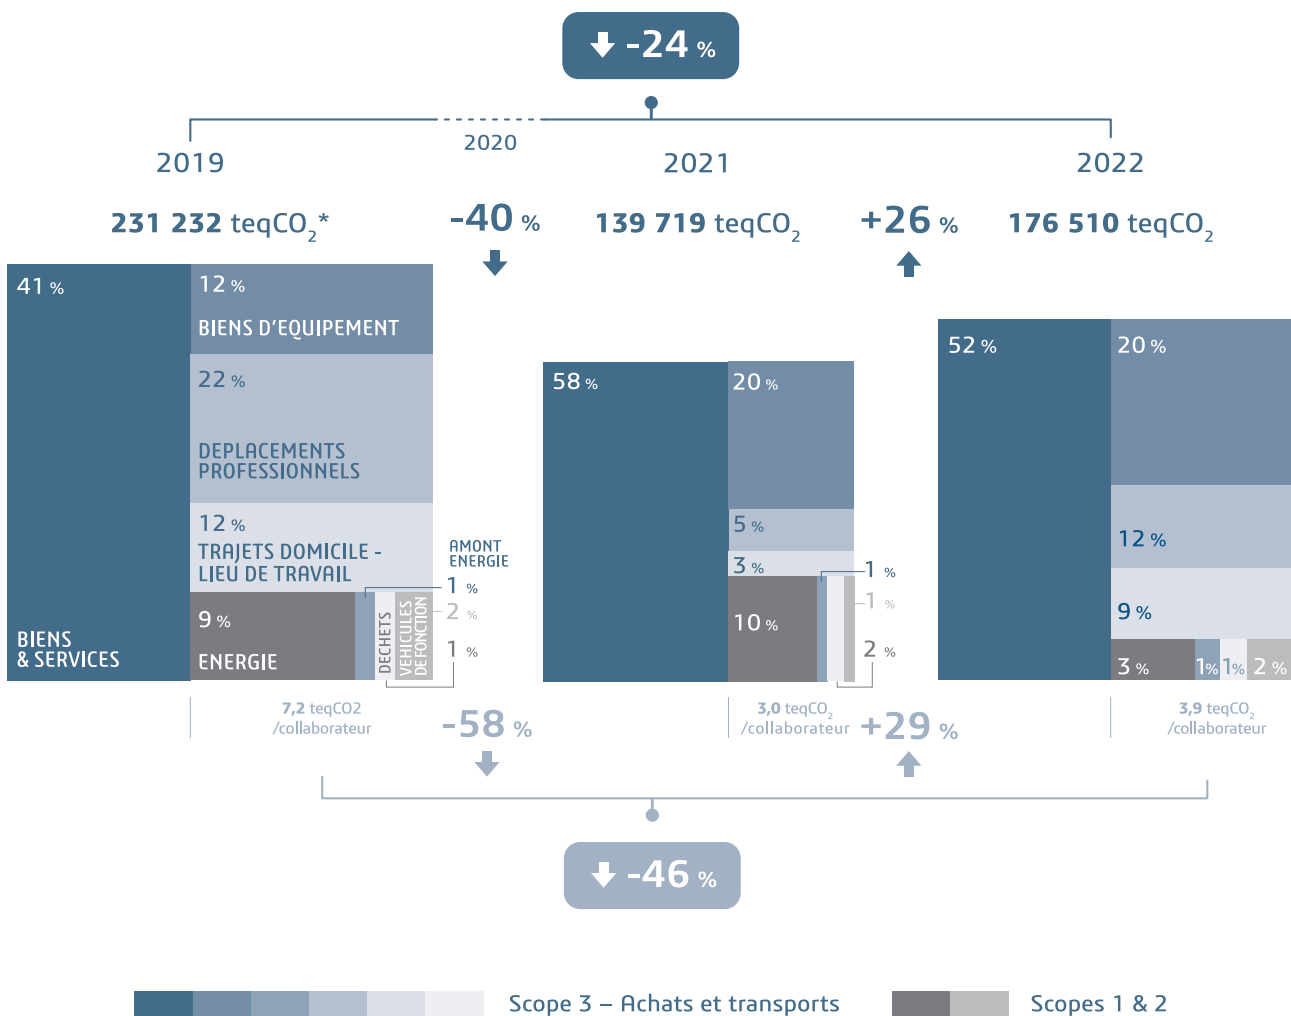 -24 %
2020
2019
2021
2022
231 232 teqCO2*
-40 %
139 719 teqCO2
+26 %
176 510 teqCO2
41 %
12 %
BIENS D'EQUIPEMENT
22 %
DEPLACEMENTS
PROFESSIONNELS
12 %
TRAJETS DOMICILE -
LIEU DE TRAVAIL
9 %
ENERGIE
BIENS
& SERVICES
DECHETS
VEHICULES
DE FONCTION
AMONT
ENERGIE
1 %
2 %
1 %
58 %
20 %
5 %
3 %
10 %
1 %
1 %
2 %
52 %
20 %
12 %
9 %
3 %
1%
1%
2 %
7,2 teqCO2
/collaborateur
-58 %
3,0 teqCO2
/collaborateur
+29 %
3,9 teqCO2
/collaborateur
-46 %
Scope 3 – Achats et transports
Scopes 1 & 2